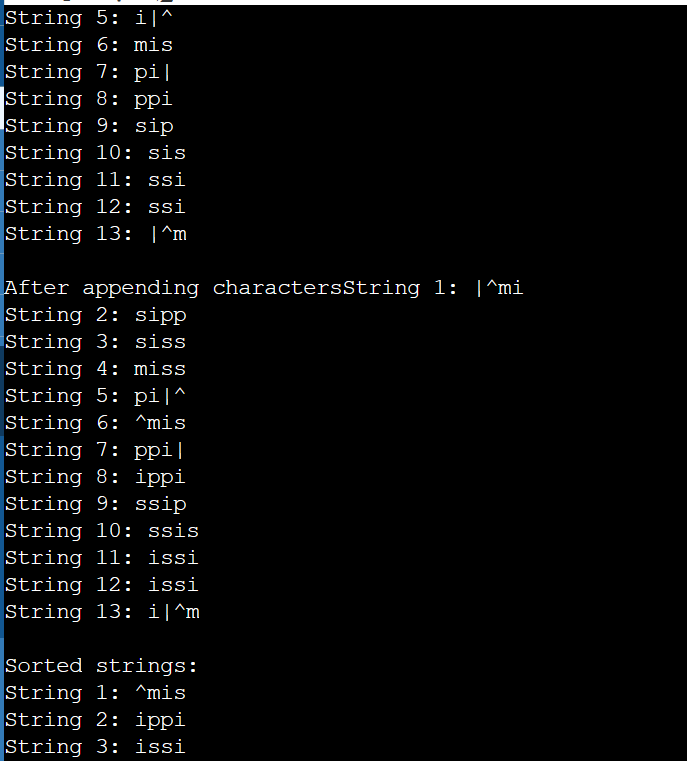 String 5: i|^
String 6: mis
String 7: pi|
String 8: ppi
String 9: sip
String 10: sis
String 11: ssi
String 12: ssi
String 13: |^m
After appending charactersString 1: |^mi
String 2: sipp
String 3: siss
String 4: miss
String 5: pi|^
String 6: ^mis
String 7: ppi|
String 8: ippi
String 9: ssip
String 10: ssis
String 11: issi
String 12: issi
String 13: i|^m
Sorted strings:
String 1: ^mis
String 2: ippi
String 3: issi